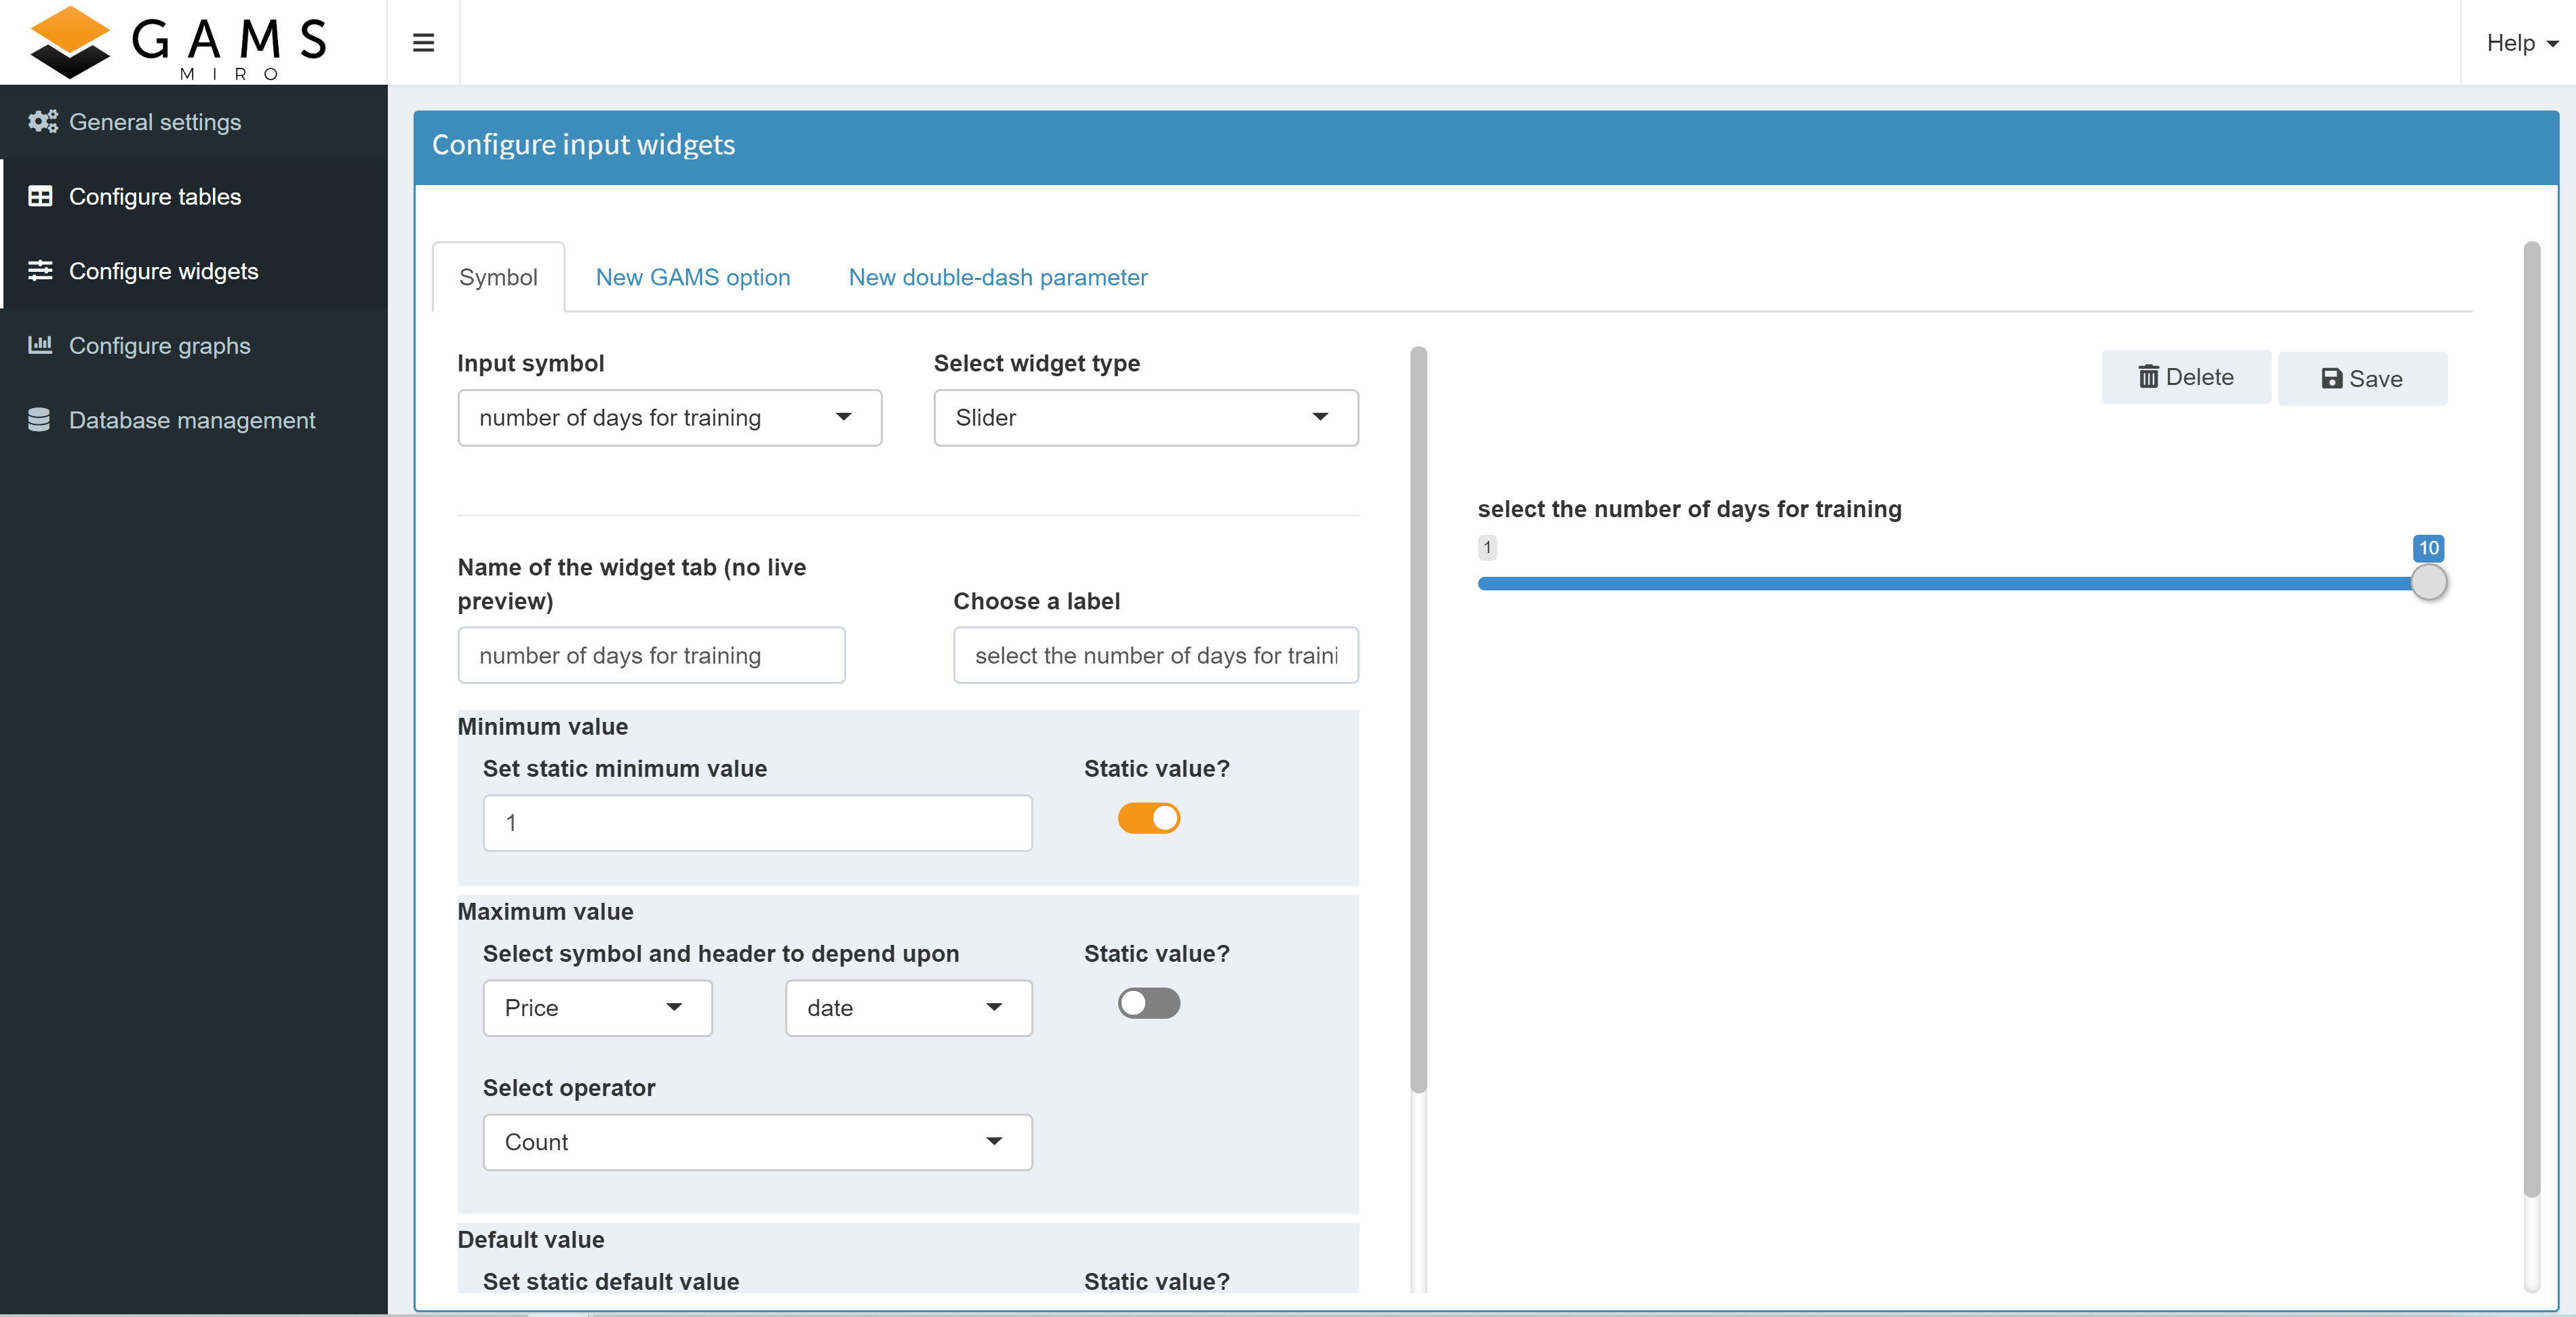 GAMS
MIRO
Help
General settings
Configure tables
Configure widgets
Configure graphs
Database management
Configure input widgets
Symbol
New GAMS option
New double-dash parameter
Input symbol
Select widget type
number of days for training
Slider
Delete
Save
Name of the widget tab (no live
preview)
Choose a label
number of days for training
select the number of days for traini
Minimum value
Set static minimum value
Static value?
1
Maximum value
Select symbol and header to depend upon
Static value?
Price
date
Select operator
Count
Default value
Set static default value
Static value?
select the number of days for training
1
10